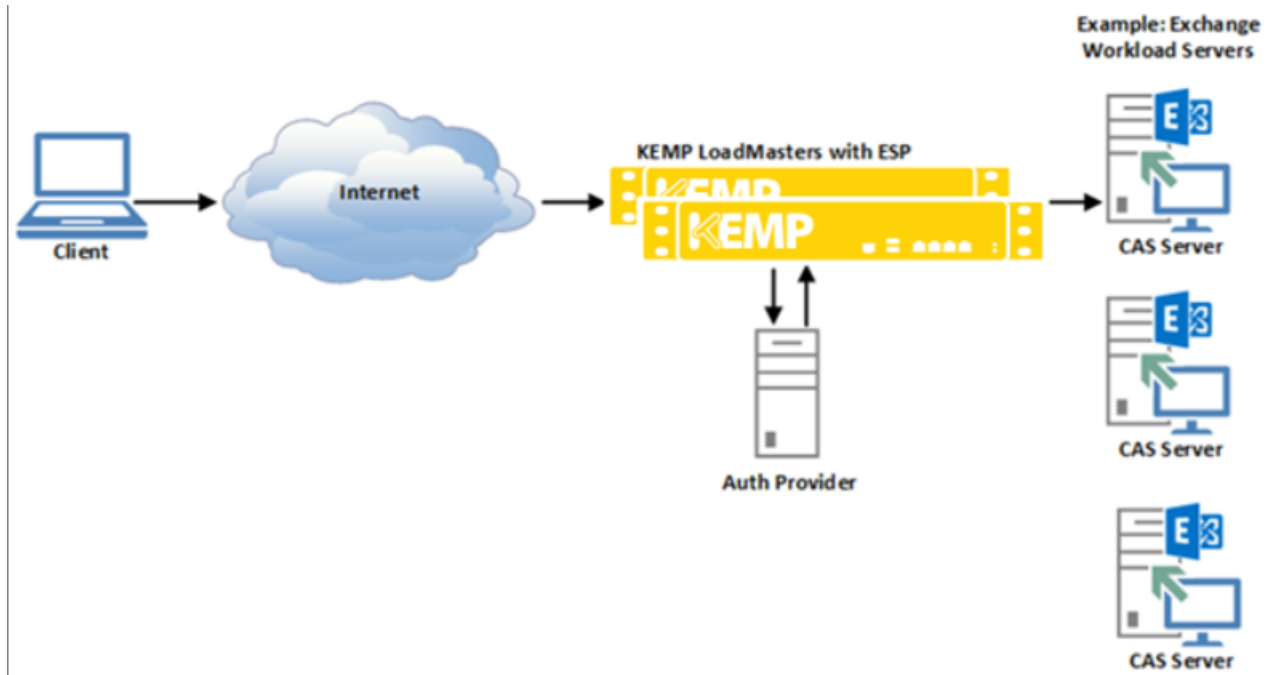 Example: Exchange
Workload Servers
KEMP LoadMasters with ESP
Internet
Client
KEMP
KEMP
E
CAS Server
Auth Provider
E
CAS Server
E
CAS Server